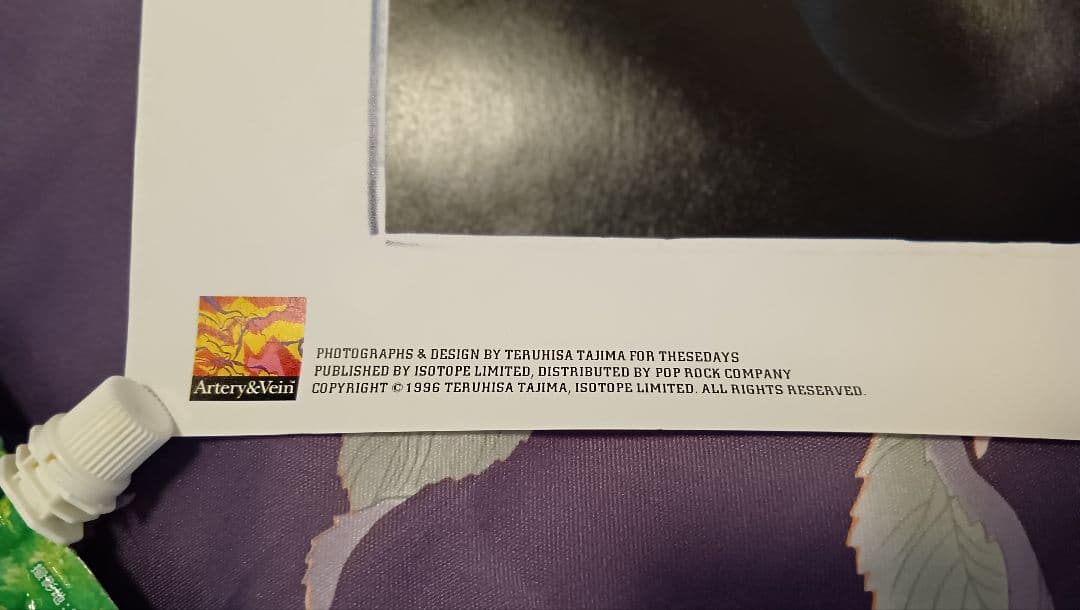 Artery&Vein™
PHOTOGRAPHS & DESIGN BY TERUHISA TAJIMA FOR THESEDAYS
PUBLISHED BY ISOTOPE LIMITED, DISTRIBUTED BY POP ROCK COMPANY
COPYRIGHT ©1996 TERUHISA TAJIMA, ISOTOPE LIMITED. ALL RIGHTS RESERVED.